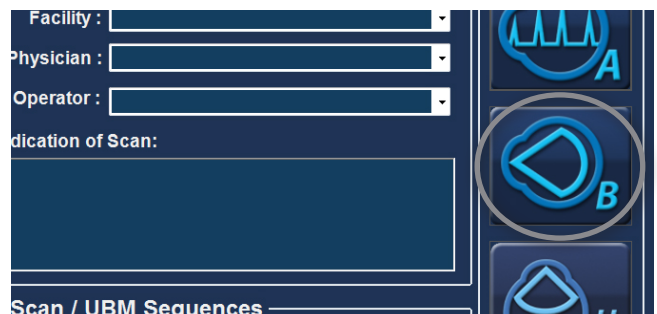 Facility :
Physician :
Operator :
dication of Scan:
Scan / UBM Sequences
A
B